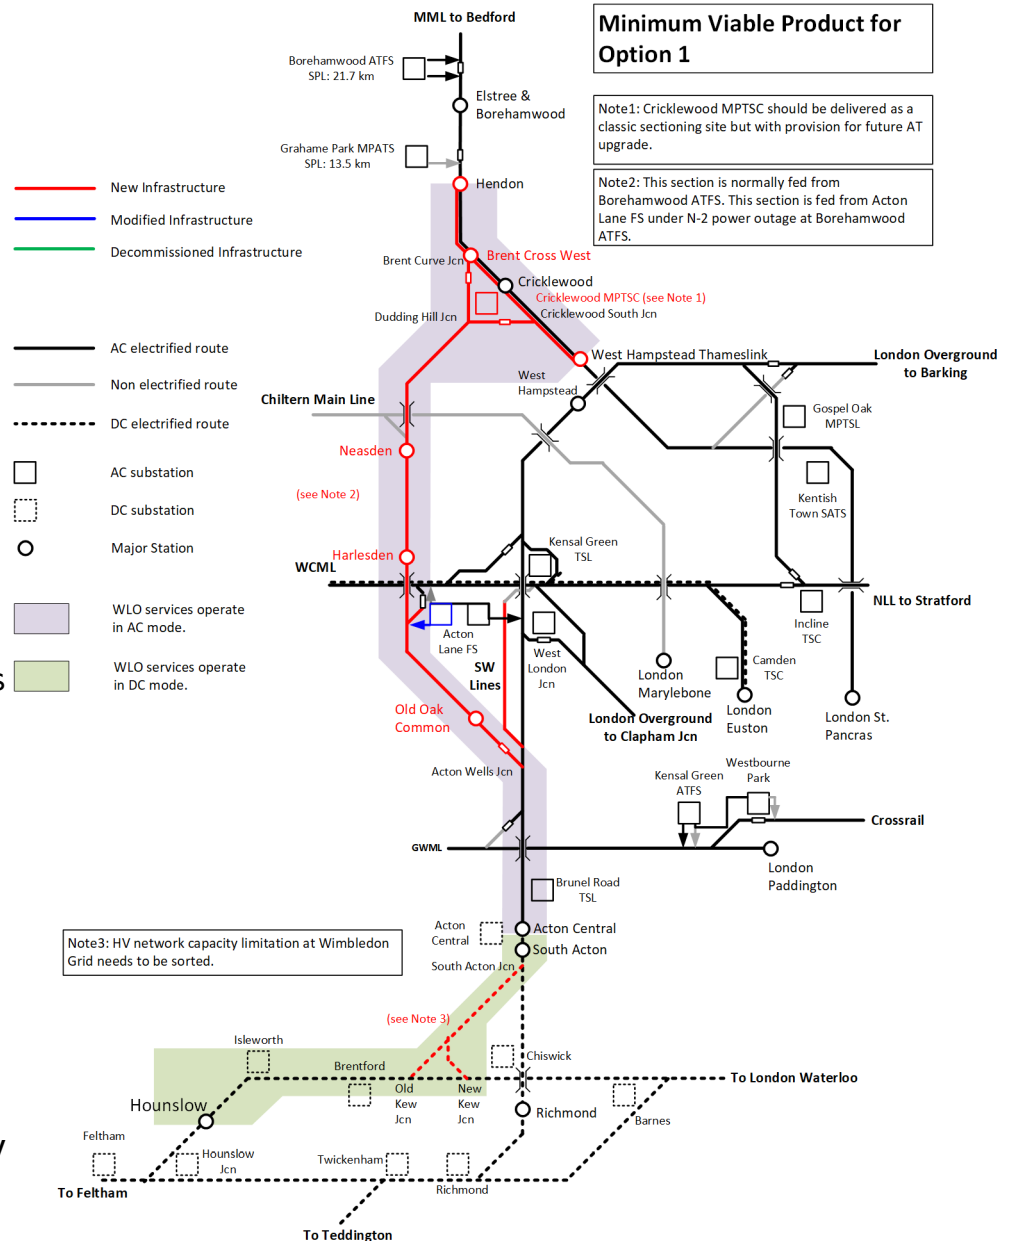 MML to Bedford
Minimum Viable Product for
Option 1
Borehamwood ATFS
SPL: 21.7 km
Elstree &
Borehamwood
Note1: Cricklewood MPTSC should be delivered as a
classic sectioning site but with provision for future AT
upgrade.
Grahame Park MPATS
SPL: 13.5 km
Hendon
Note2: This section is normally fed from
Borehamwood ATFS. This section is fed from Acton
Lane FS under N-2 power outage at Borehamwood
ATFS.
New Infrastructure
Modified Infrastructure
Decommissioned Infrastructure
Brent Curve Jcn
Brent Cross West
Cricklewood
Cricklewood MPTSC (see Note 1)
Cricklewood South Jcn
Dudding Hill Jcn
AC electrified route
Non electrified route
DC electrified route
West Hampstead Thameslink
London Overground
to Barking
West
Hampstead
Chiltern Main Line
Gospel Oak
MPTSL
Neasden
AC substation
DC substation
Major Station
(see Note 2)
Kentish
Town SATS
Harlesden
Kensal Green
TSL
WCML
NLL to Stratford
WLO services operate
in AC mode.
Acton
Lane FS
Incline
TSC
West
London
Jcn
SW
Lines
Camden
TSC
WLO services operate
in DC mode.
s
London
Marylebone
London
Euston
London St.
Pancras
Old Oak
Common
London Overground
to Clapham Jcn
Acton Wells Jcn
Kensal Green
ATFS
Westbourne
Park
Crossrail
GWML
London
Paddington
Brunel Road
TSL
Acton
Central
Acton Central
South Acton
Note3: HV network capacity limitation at Wimbledon
Grid needs to be sorted.
South Acton Jcn
(see Note 3)
Isleworth
Brentford
Chiswick
Old
Kew
Jcn
New
Kew
Jcn
To London Waterloo
Hounslow
Richmond
Barnes
Feltham
Hounslow
Jcn
Twickenham
Richmond
y
To Feltham
To Teddington